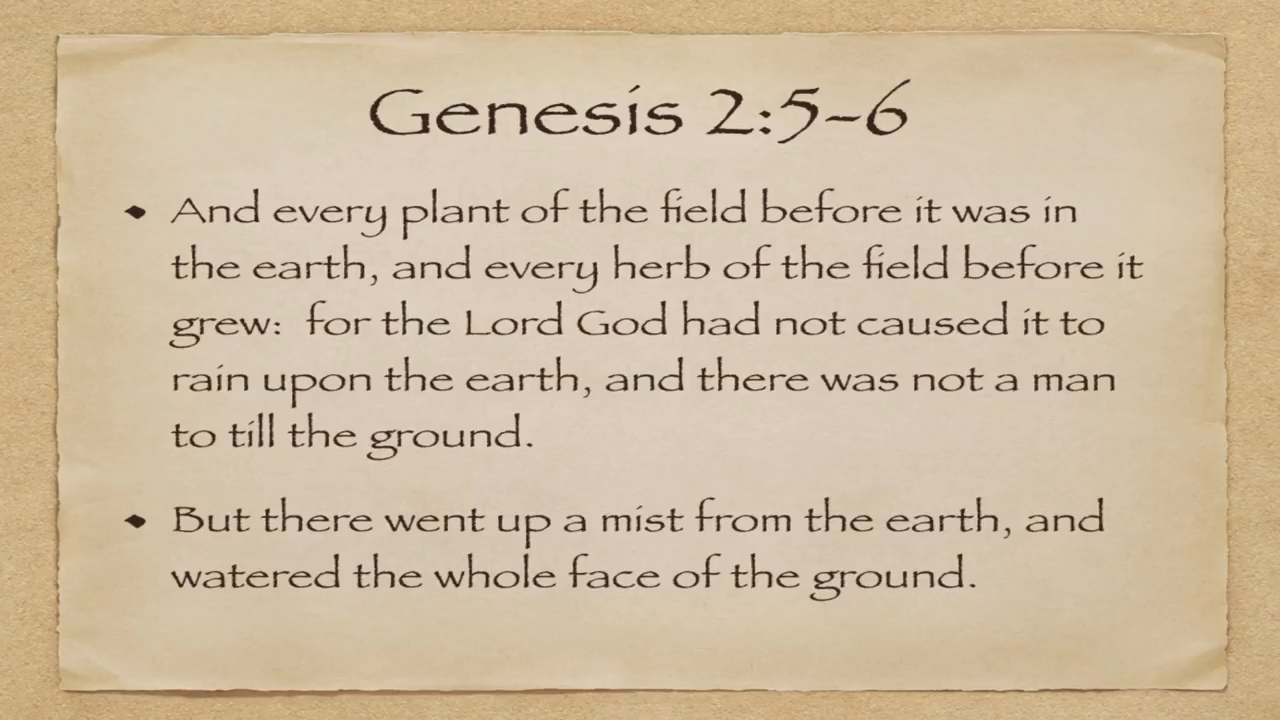 Genesis 2:5-6
• And every plant of the field before it was in
the earth, and every herb of the field before it
grew:  for the Lord God had not caused it to
rain upon the earth, and there was not a man
to till the ground.
• But there went up a mist from the earth, and
watered the whole face of the ground.